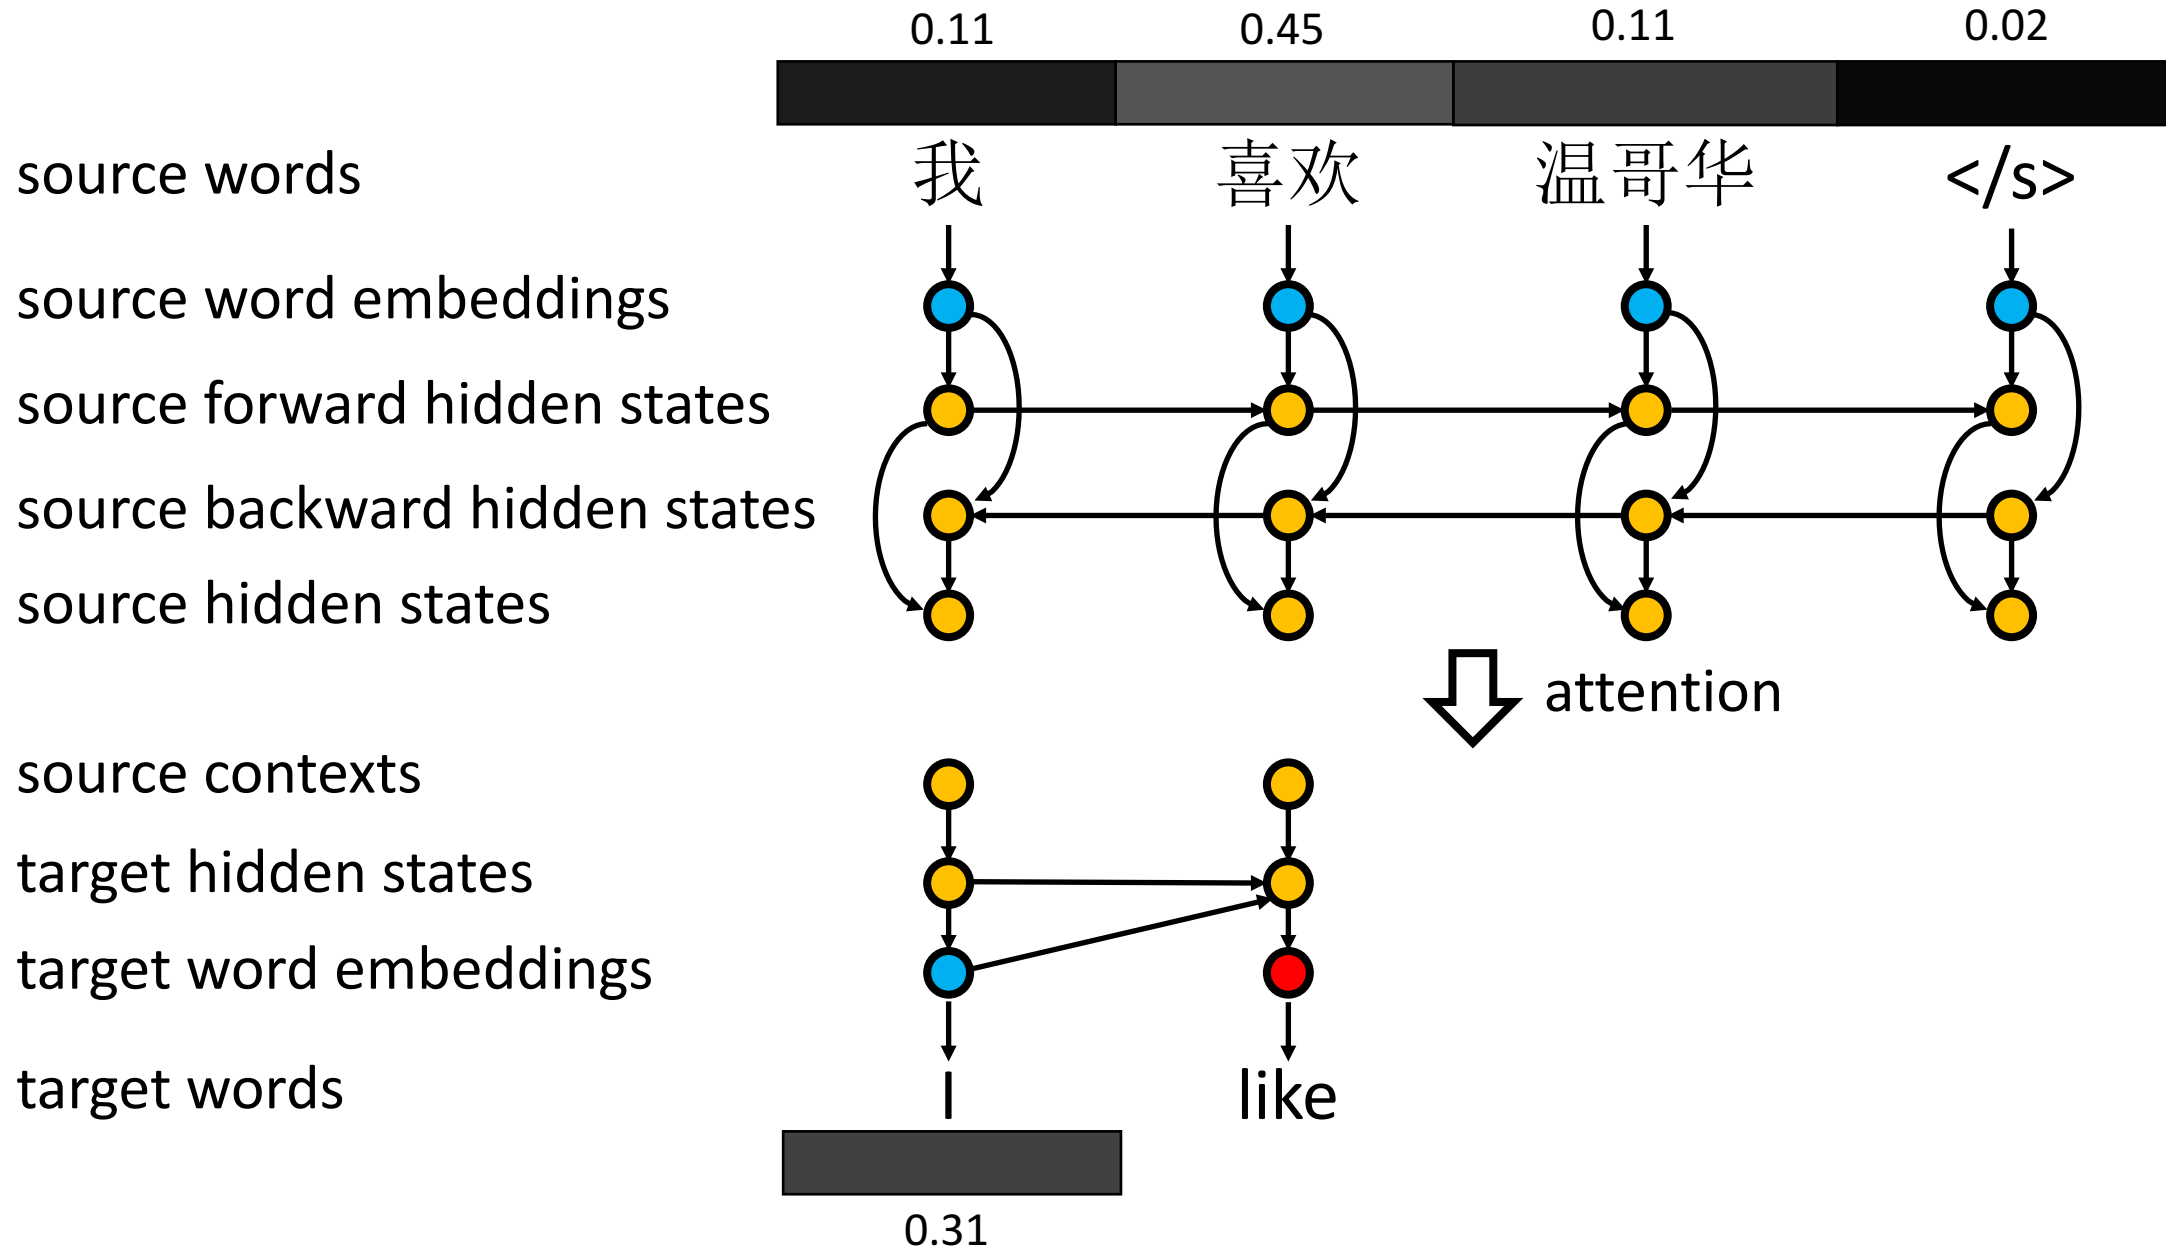 0.11 0.45 0.11 0.02
source words 我 喜欢 温哥华 </s>
source word embeddings
source forward hidden states
source backward hidden states
source hidden states
attention
source contexts
target hidden states
target word embeddings
target words I like
0.31